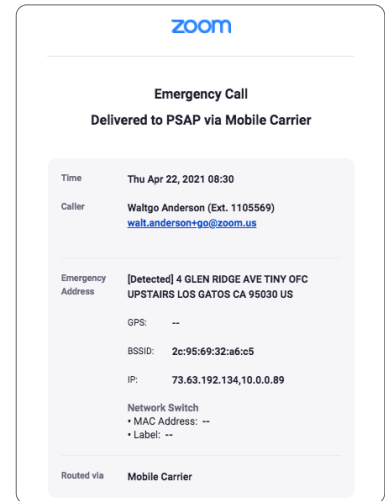 zoom
Emergency Call
Delivered to PSAP via Mobile Carrier
Time Thu Apr 22, 2021 08:30
Caller Waltgo Anderson (Ext. 1105569)
walt.anderson+go@zoom.us
Emergency [Detected] 4 GLEN RIDGE AVE TINY OFC
Address UPSTAIRS LOS GATOS CA 95030 US
GPS: --
BSSID: 2c:95:69:32:a6:c5
IP: 73.63.192.134,10.0.0.89
Network Switch
• MAC Address: --
• Label: --
Routed via Mobile Carrier